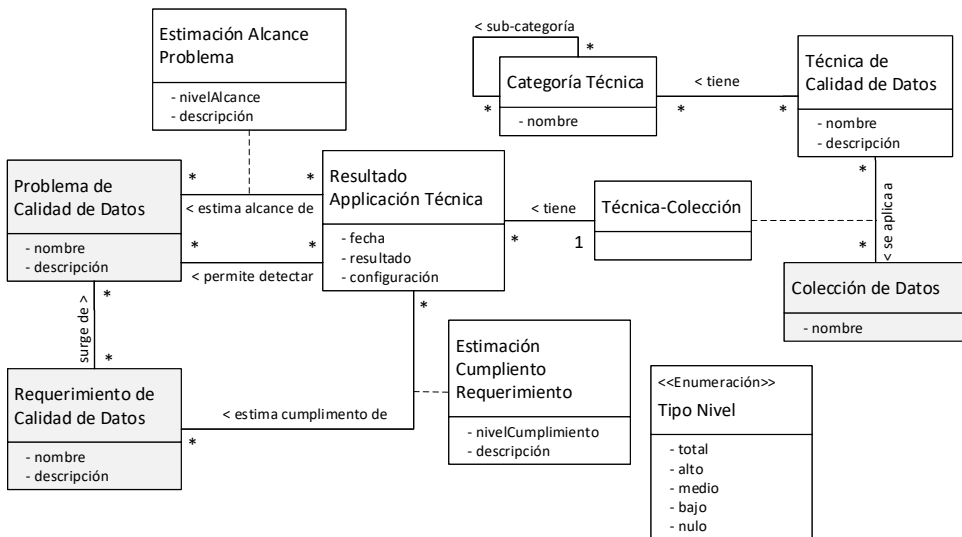 Estimación Alcance
Problema
- nivelAlcance
- descripción
< sub-categoría
*
*
Categoría Técnica
- nombre
< tiene
*
*
Técnica de
Calidad de Datos
- nombre
- descripción
Problema de
Calidad de Datos
- nombre
- descripción
*
*
< estima alcance de
*
*
< permite detectar
Resultado
Applicación Técnica
- fecha
- resultado
- configuración
< tiene
*
1
Técnica-Colección
*
< se aplica a
*
Colección de Datos
- nombre
*
surge de >
*
Requerimiento de
Calidad de Datos
- nombre
- descripción
*
< estima cumplimento de
*
Estimación
Cumpliento
Requerimiento
- nivelCumplimiento
- descripción
<<Enumeración>>
Tipo Nivel
- total
- alto
- medio
- bajo
- nulo